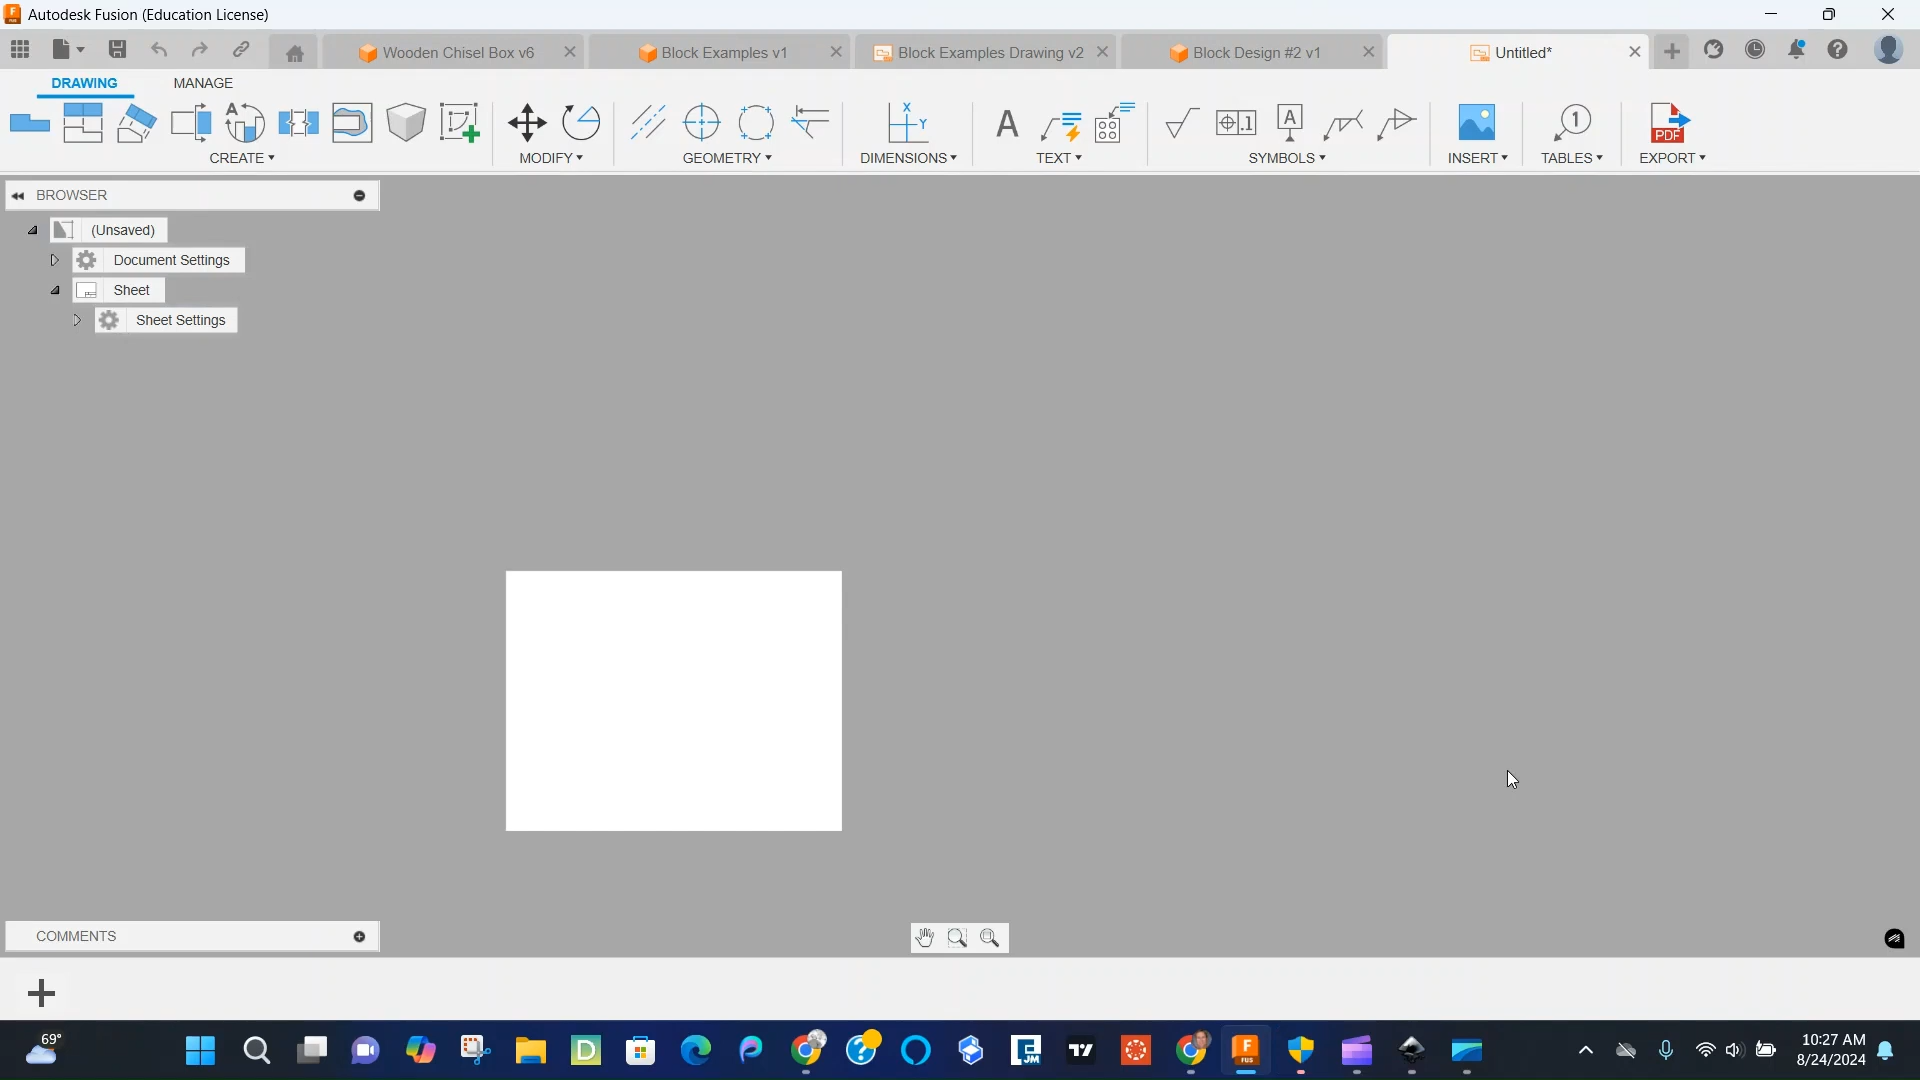 Autodesk Fusion (Education License)
Wooden Chisel Box v6
Block Examples v1
Block Examples Drawing v2
Block Design #2 v1
Untitled*
DRAWING
MANAGE
CREATE
MODIFY
GEOMETRY
DIMENSIONS
TEXT
SYMBOLS
INSERT
TABLES
EXPORT
BROWSER
(Unsaved)
Document Settings
Sheet
Sheet Settings
COMMENTS
69°
10:27 AM
8/24/2024